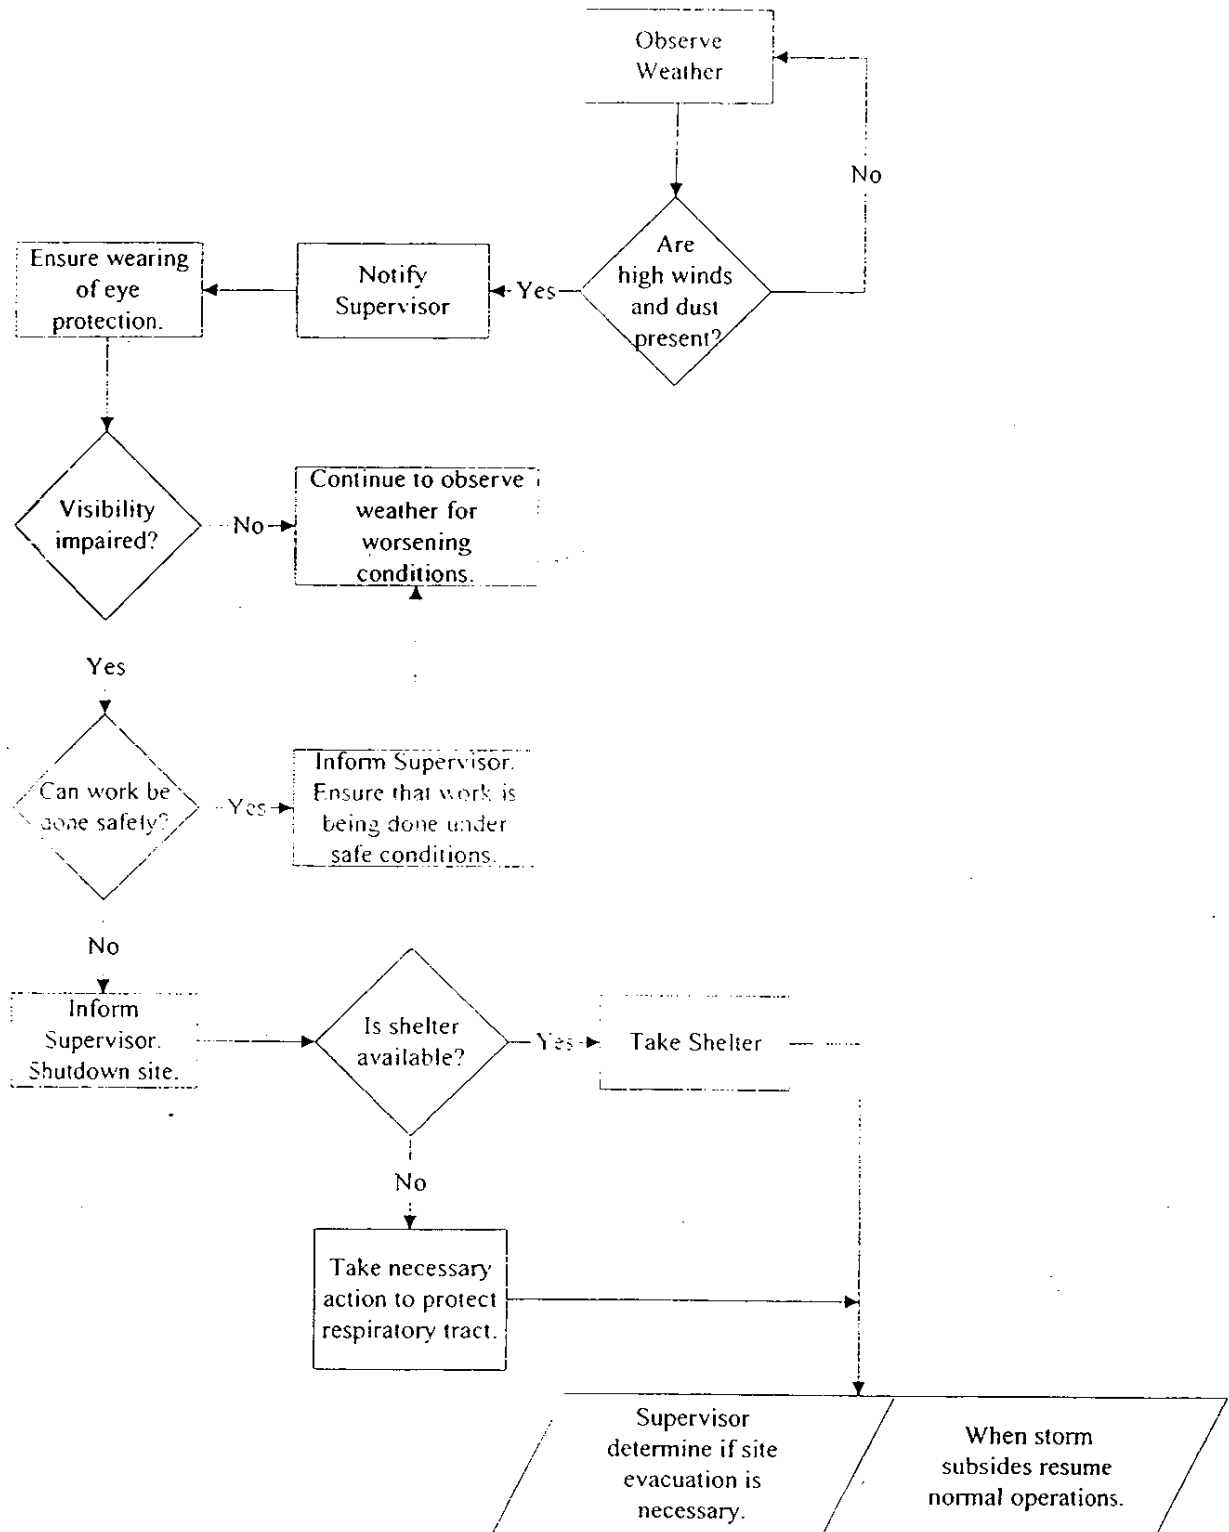 Observe
Weather
No
Are
high winds
and dust
present?
Yes
Notify
Supervisor
Ensure wearing
of eye
protection.
Visibility
impaired?
No
Continue to observe
weather for
worsening
conditions.
Yes
Can work be
done safely?
Yes
Inform Supervisor.
Ensure that work is
being done under
safe conditions.
No
Inform
Supervisor.
Shutdown site.
Is shelter
available?
Yes
Take Shelter
No
Take necessary
action to protect
respiratory tract.
Supervisor
determine if site
evacuation is
necessary.
When storm
subsides resume
normal operations.